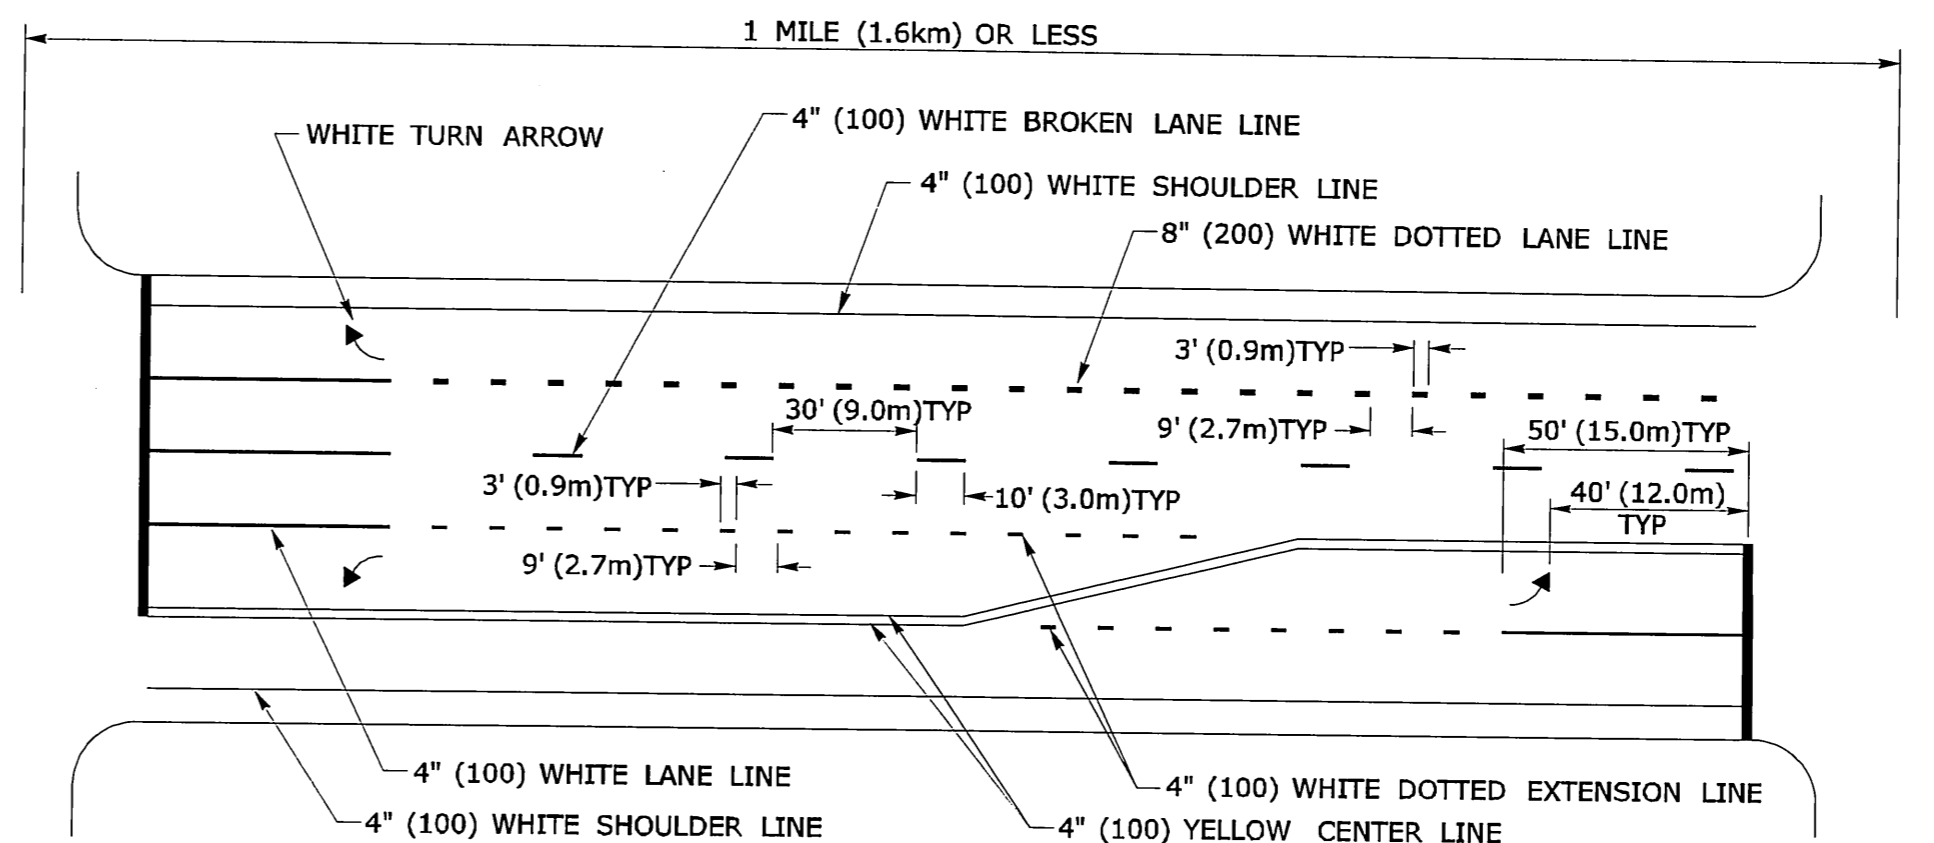 1 MILE (1.6km) OR LESS
4" (100) WHITE BROKEN LANE LINE
WHITE TURN ARROW
4" (100) WHITE SHOULDER LINE
8" (200) WHITE DOTTED LANE LINE
3' (0.9m)TYP
30' (9.0m)TYP
9' (2.7m)TYP
50' (15.0m)TYP
3' (0.9m)TYP
10' (3.0m)TYP
40' (12.0m)
TYP
9' (2.7m)TYP
4" (100) WHITE LANE LINE
4" (100) WHITE DOTTED EXTENSION LINE
4" (100) WHITE SHOULDER LINE
4" (100) YELLOW CENTER LINE